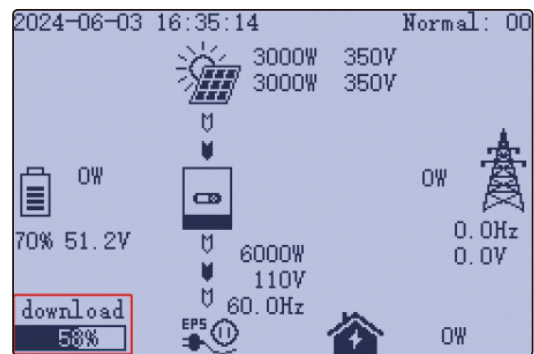 2024-06-03 16:35:14 Normal: 00
3000W 350V
3000W 350V
0W 0W
70% 51.2V
0.0Hz
0.0V
6000W
110V
60.0Hz
download
58%
EPS
0W